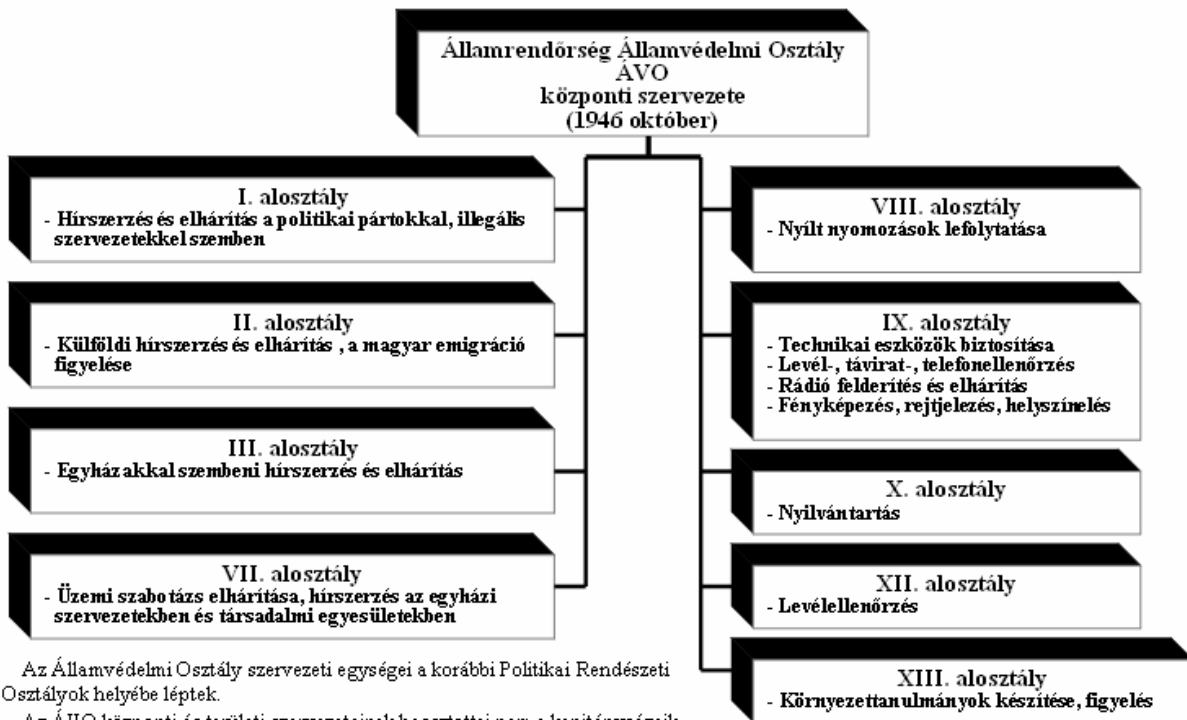 Államrendőrség Államvédelmi Osztály
ÁVO
központi szervezete
(1946 október)
I. alosztály
- Hírszerzés és elhárítás a politikai pártokkal, illegális
szervezetekkel szemben
II. alosztály
- Külföldi hírszerzés és elhárítás , a magyar emigráció
figyelése
III. alosztály
- Egyházakkal szembeni hírszerzés és elhárítás
VII. alosztály
- Üzemi szabotázs elhárítása, hírszerzés az egyházi
szervezetekben és társadalmi egyesületekben
VIII. alosztály
- Nyílt nyomozások lefolytatása
IX. alosztály
- Technikai eszközök biztosítása
- Levél-, távirat-, telefonellenőrzés
- Rádió felderítés és elhárítás
- Fényképezés, rejtjelezés, helyszínelés
X. alosztály
- Nyilvántartás
XII. alosztály
- Levélellenőrzés
XIII. alosztály
- Környezettanulmányok készítése, figyelés
Az Államvédelmi Osztály szervezeti egységei a korábbi Politikai Rendészeti
Osztályok helyébe léptek.